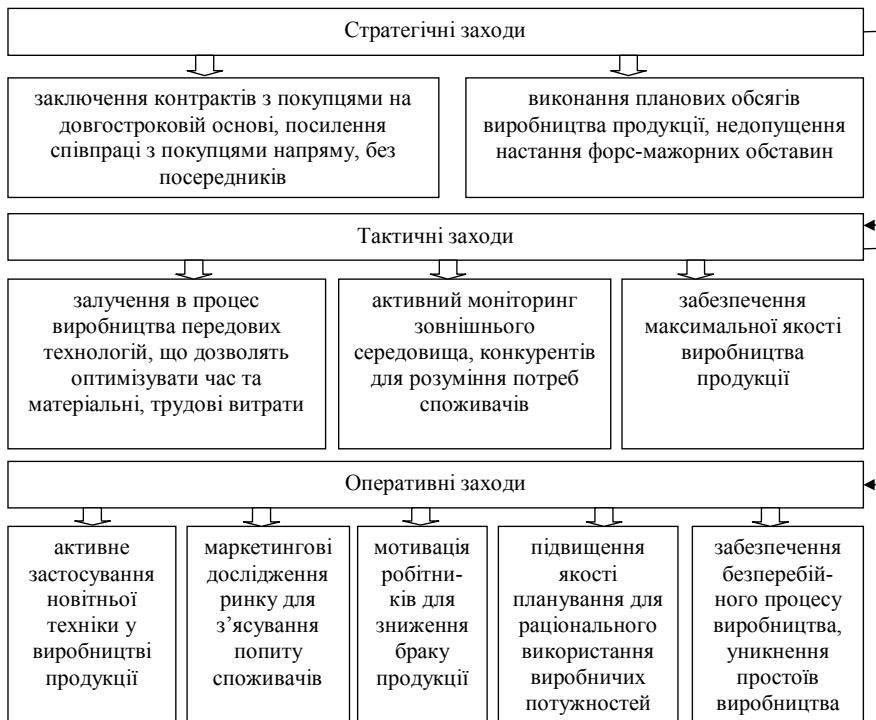 Стратегічні заходи
заключення контрактів з покупцями на
довгостроковій основі, посилення
співпраці з покупцями напряму, без
посередників
виконання планових обсягів
виробництва продукції, недопущення
настання форс-мажорних обставин
Тактичні заходи
залучення в процес
виробництва передових
технологій, що дозволять
оптимізувати час та
матеріальні, трудові витрати
активний моніторинг
зовнішнього
середовища, конкурентів
для розуміння потреб
споживачів
забезпечення
максимальної якості
виробництва
продукції
Оперативні заходи
активне
застосування
новітньої
техніки у
виробництві
продукції
маркетингові
дослідження
ринку для
з’ясування
попиту
споживачів
мотивація
робітни-
ків для
зниження
браку
продукції
підвищення
якості
планування для
раціонального
використання
виробничих
потужностей
забезпечення
безперебій-
ного процесу
виробництва,
уникнення
простоїв
виробництва